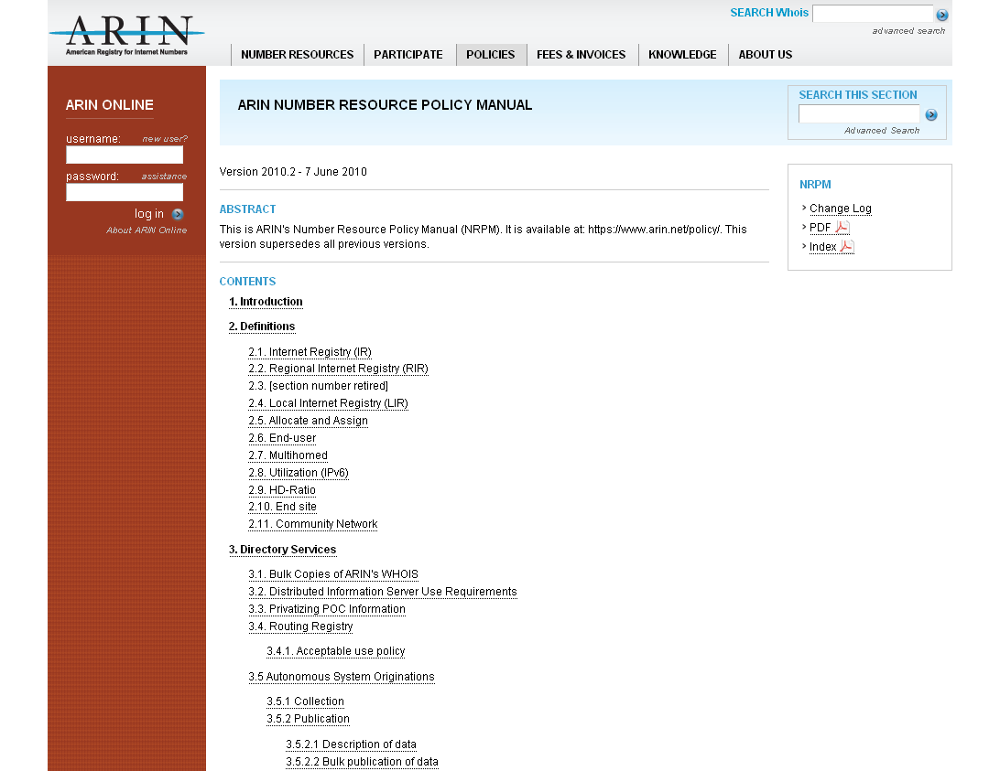 ARIN
American Registry for Internet Numbers
SEARCH Whois
advanced search
NUMBER RESOURCES PARTICIPATE POLICIES FEES & INVOICES KNOWLEDGE ABOUT US
ARIN ONLINE
username: new user?
password: assistance
log in
About ARIN Online
ARIN NUMBER RESOURCE POLICY MANUAL
SEARCH THIS SECTION
Advanced Search
Version 2010.2 - 7 June 2010
ABSTRACT
This is ARIN's Number Resource Policy Manual (NRPM). It is available at: https://www.arin.net/policy/. This
version supersedes all previous versions.
NRPM
Change Log
PDF
Index
CONTENTS
1. Introduction
2. Definitions
2.1. Internet Registry (IR)
2.2. Regional Internet Registry (RIR)
2.3. [section number retired]
2.4. Local Internet Registry (LIR)
2.5. Allocate and Assign
2.6. End-user
2.7. Multihomed
2.8. Utilization (IPv6)
2.9. HD-Ratio
2.10. End site
2.11. Community Network
3. Directory Services
3.1. Bulk Copies of ARIN's WHOIS
3.2. Distributed Information Server Use Requirements
3.3. Privatizing POC Information
3.4. Routing Registry
3.4.1. Acceptable use policy
3.5 Autonomous System Originations
3.5.1 Collection
3.5.2 Publication
3.5.2.1 Description of data
3.5.2.2 Bulk publication of data